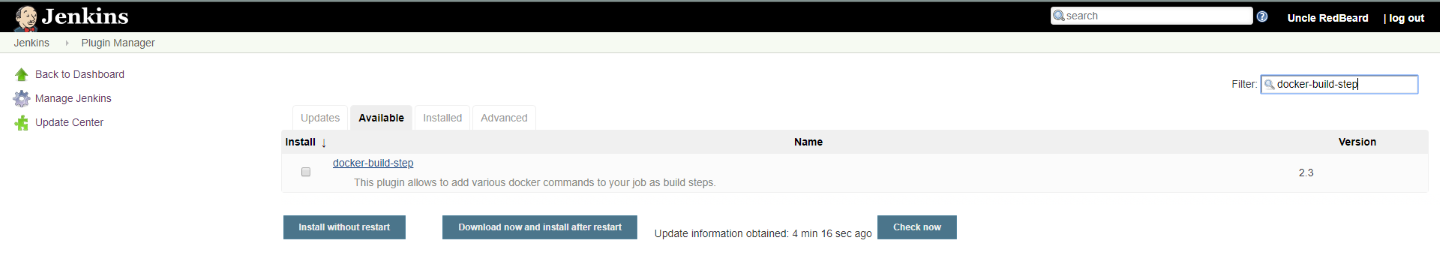 Jenkins
search
Uncle RedBeard
| log out
Jenkins
Plugin Manager
Back to Dashboard
Manage Jenkins
Update Center
Filter:
docker-build-step
Updates
Available
Installed
Advanced
Install ↓
Name
Version
docker-build-step
This plugin allows to add various docker commands to your job as build steps.
2.3
Install without restart
Download now and install after restart
Update information obtained: 4 min 16 sec ago
Check now